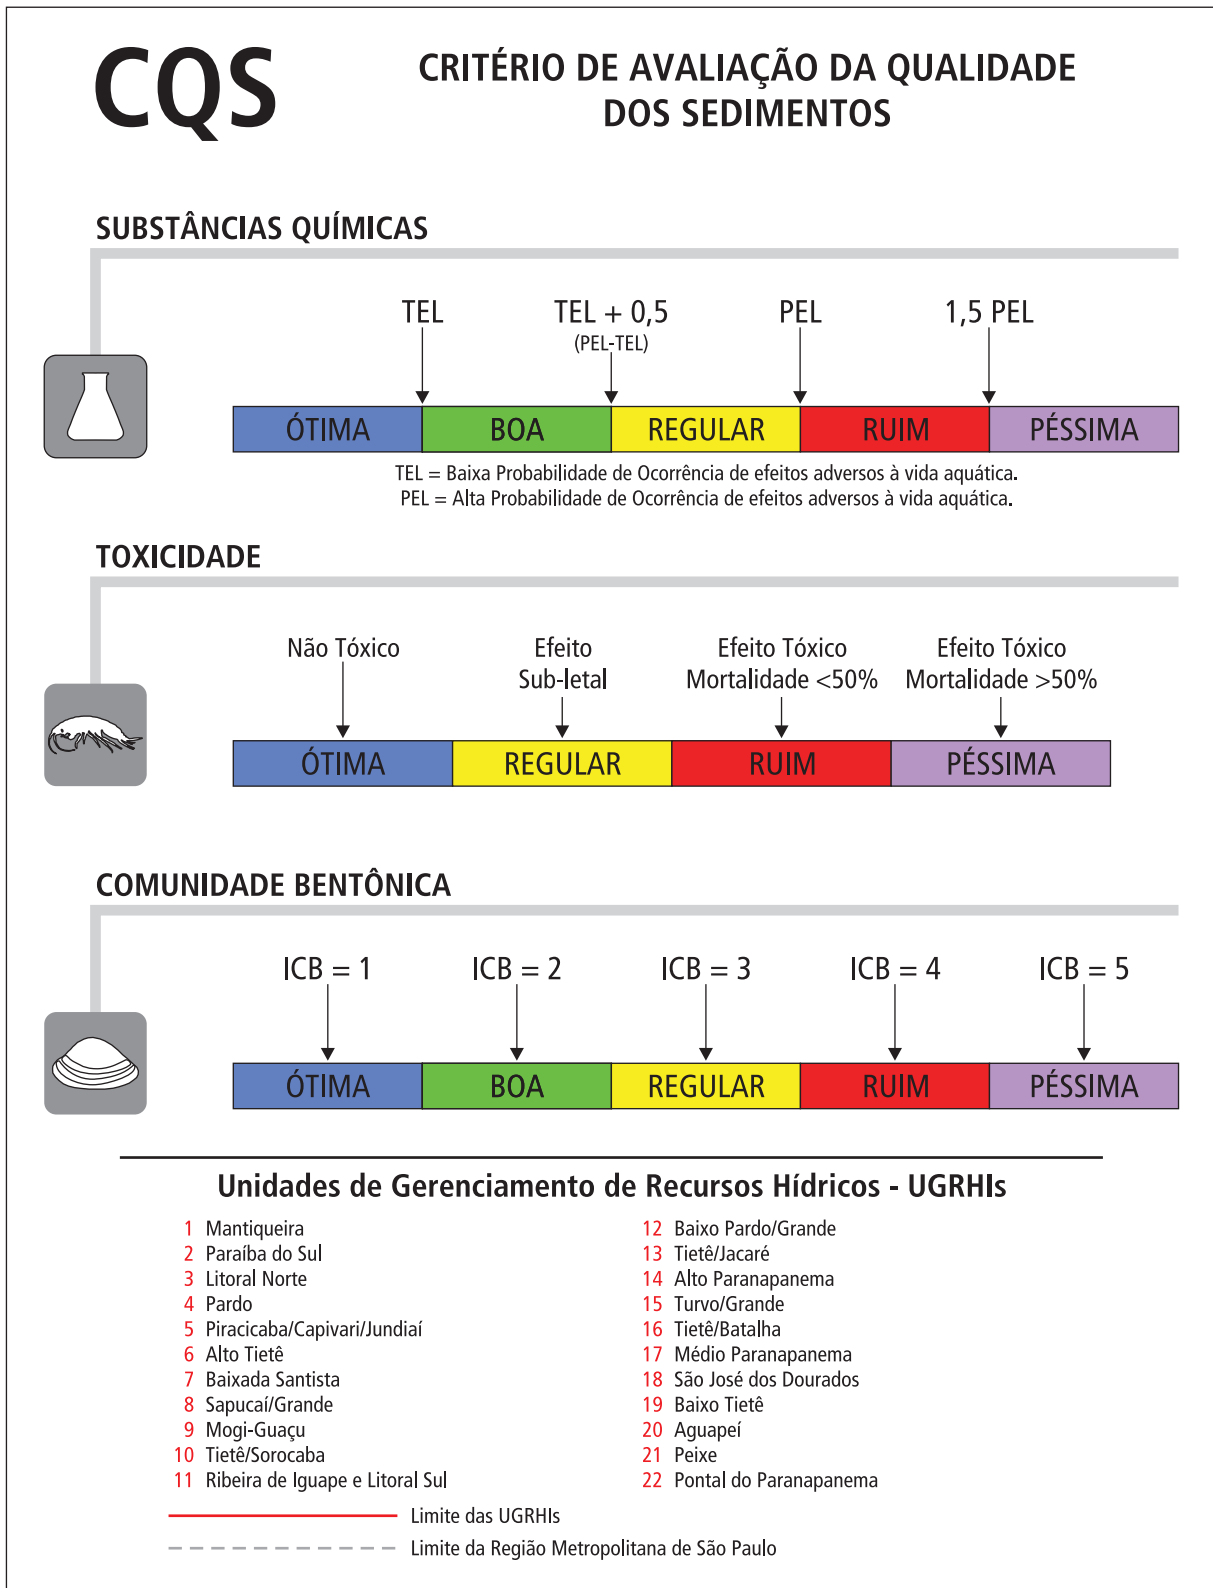 CQS
CRITÉRIO DE AVALIAÇÃO DA QUALIDADE
DOS SEDIMENTOS
SUBSTÂNCIAS QUÍMICAS
TEL
TEL + 0,5
(PEL-TEL)
PEL
1,5 PEL
ÓTIMA
BOA
REGULAR
RUIM
PÉSSIMA
TEL = Baixa Probabilidade de Ocorrência de efeitos adversos à vida aquática.
PEL = Alta Probabilidade de Ocorrência de efeitos adversos à vida aquática.
TOXICIDADE
Não Tóxico
Efeito
Sub-letal
Efeito Tóxico
Mortalidade <50%
Efeito Tóxico
Mortalidade >50%
ÓTIMA
REGULAR
RUIM
PÉSSIMA
COMUNIDADE BENTÔNICA
ICB = 1
ICB = 2
ICB = 3
ICB = 4
ICB = 5
ÓTIMA
BOA
REGULAR
RUIM
PÉSSIMA
Unidades de Gerenciamento de Recursos Hídricos - UGRHIs
1 Mantiqueira
2 Paraíba do Sul
3 Litoral Norte
4 Pardo
5 Piracicaba/Capivari/Jundiaí
6 Alto Tietê
7 Baixada Santista
8 Sapucaí/Grande
9 Mogi-Guaçu
10 Tietê/Sorocaba
11 Ribeira de Iguape e Litoral Sul
12 Baixo Pardo/Grande
13 Tietê/Jacaré
14 Alto Paranapanema
15 Turvo/Grande
16 Tietê/Batalha
17 Médio Paranapanema
18 São José dos Dourados
19 Baixo Tietê
20 Aguapeí
21 Peixe
22 Pontal do Paranapanema
Limite das UGRHIs
Limite da Região Metropolitana de São Paulo